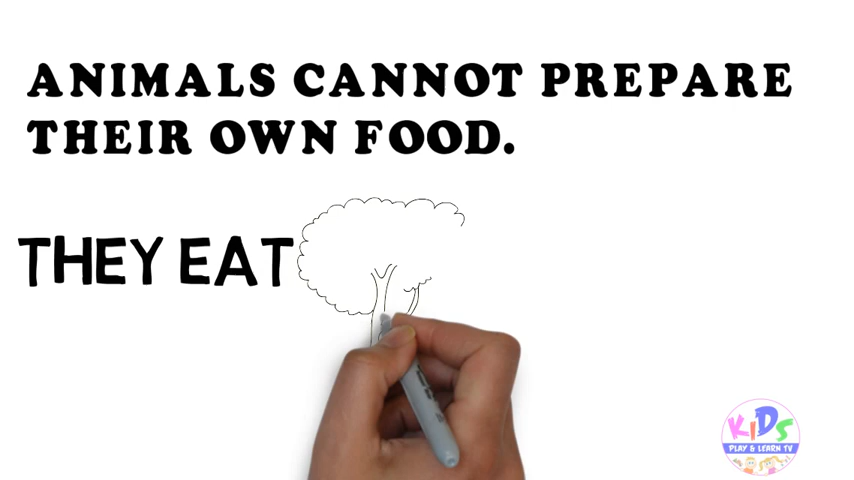 ANIMALS CANNOT PREPARE
THEIR OWN FOOD.
THEY EAT
KiDS
PLAY & LEARN TV